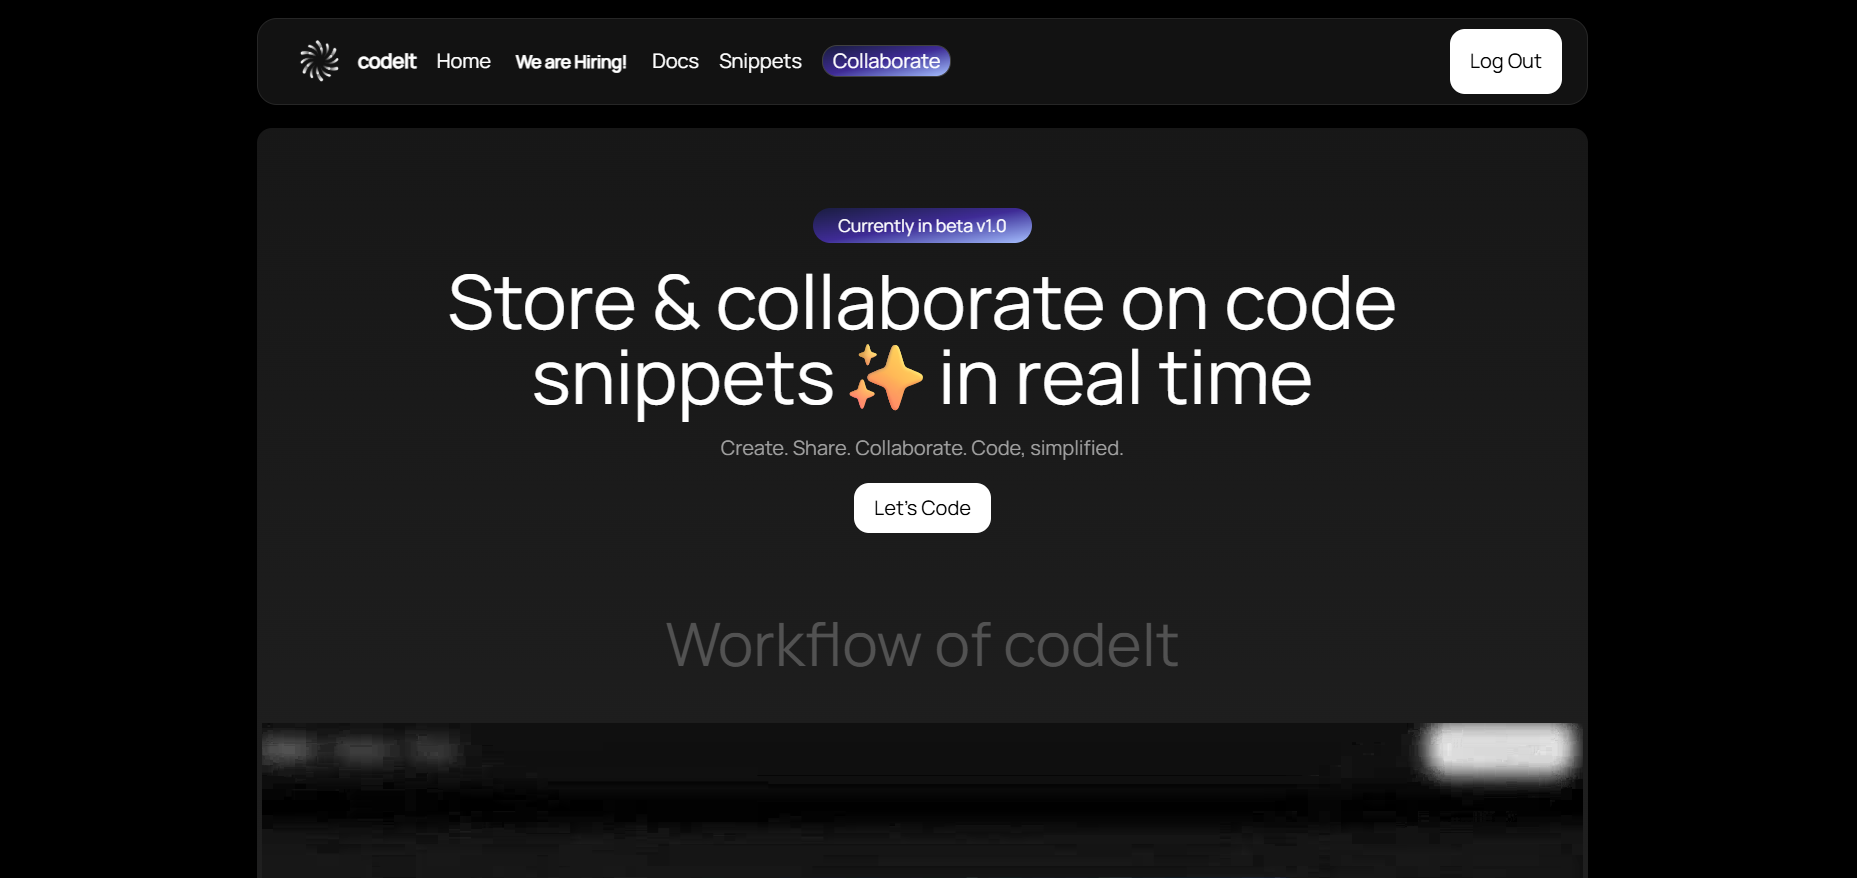 codeIt Home We are Hiring! Docs Snippets Collaborate Log Out
Currently in beta v1.0
Store & collaborate on code
snippets ✨ in real time
Create. Share. Collaborate. Code, simplified.
Let's Code
Workflow of codeIt